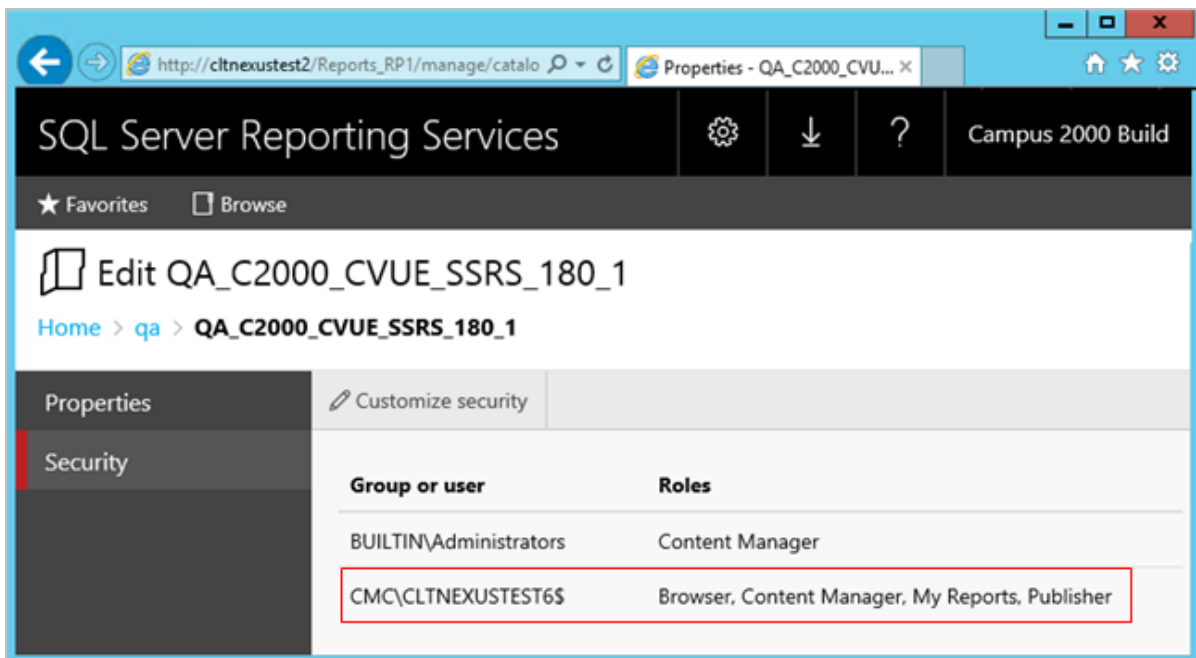 http://cltnexustest2/Reports_RP1/manage/catalo
Properties - QA_C2000_CVU...
SQL Server Reporting Services
?
Campus 2000 Build
Favorites
Browse
Edit QA_C2000_CVUE_SSRS_180_1
Home > qa > QA_C2000_CVUE_SSRS_180_1
Properties
Customize security
Security
Group or user Roles
BUILTIN\Administrators Content Manager
CMC\CLTNEXUSTEST6$ Browser, Content Manager, My Reports, Publisher